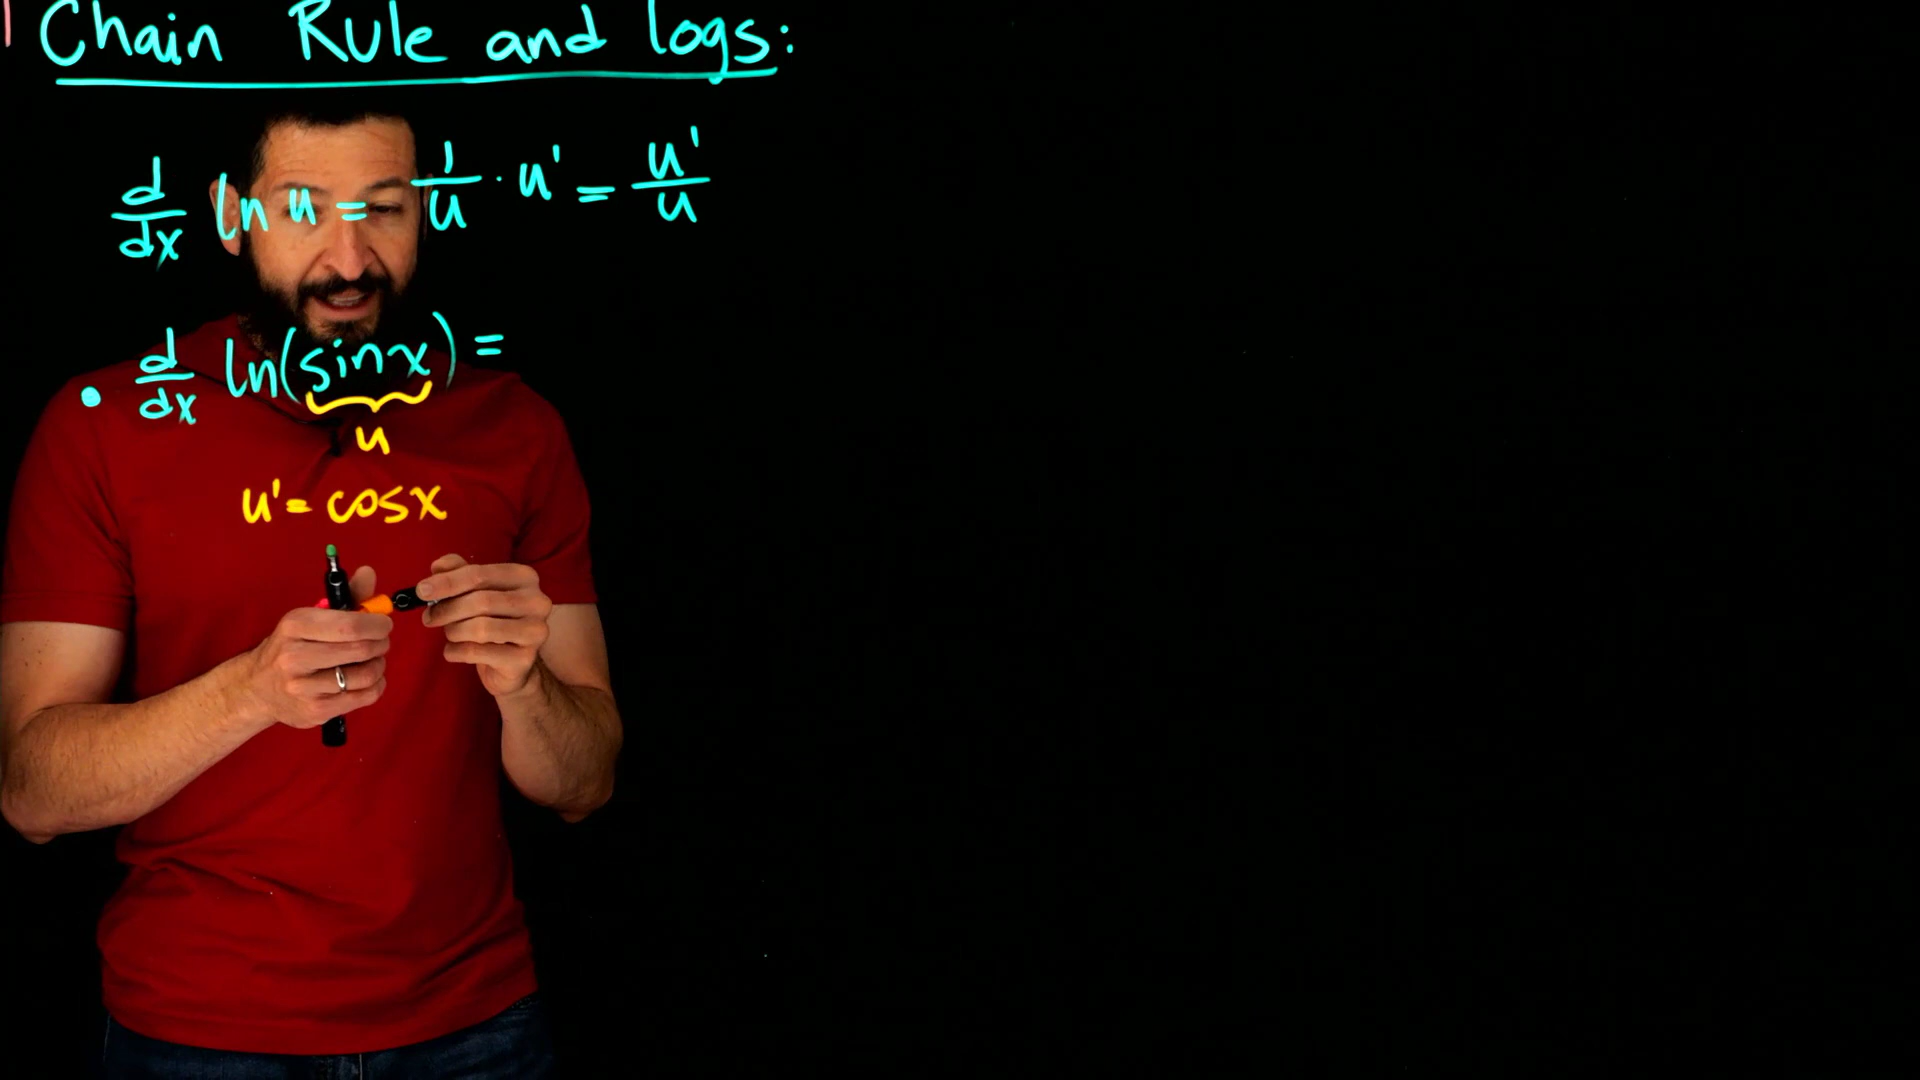 Chain Rule and logs:
d/dx ln u = 1/u · u' = u'/u
• d/dx ln(sin x) =
u
u' = cos x